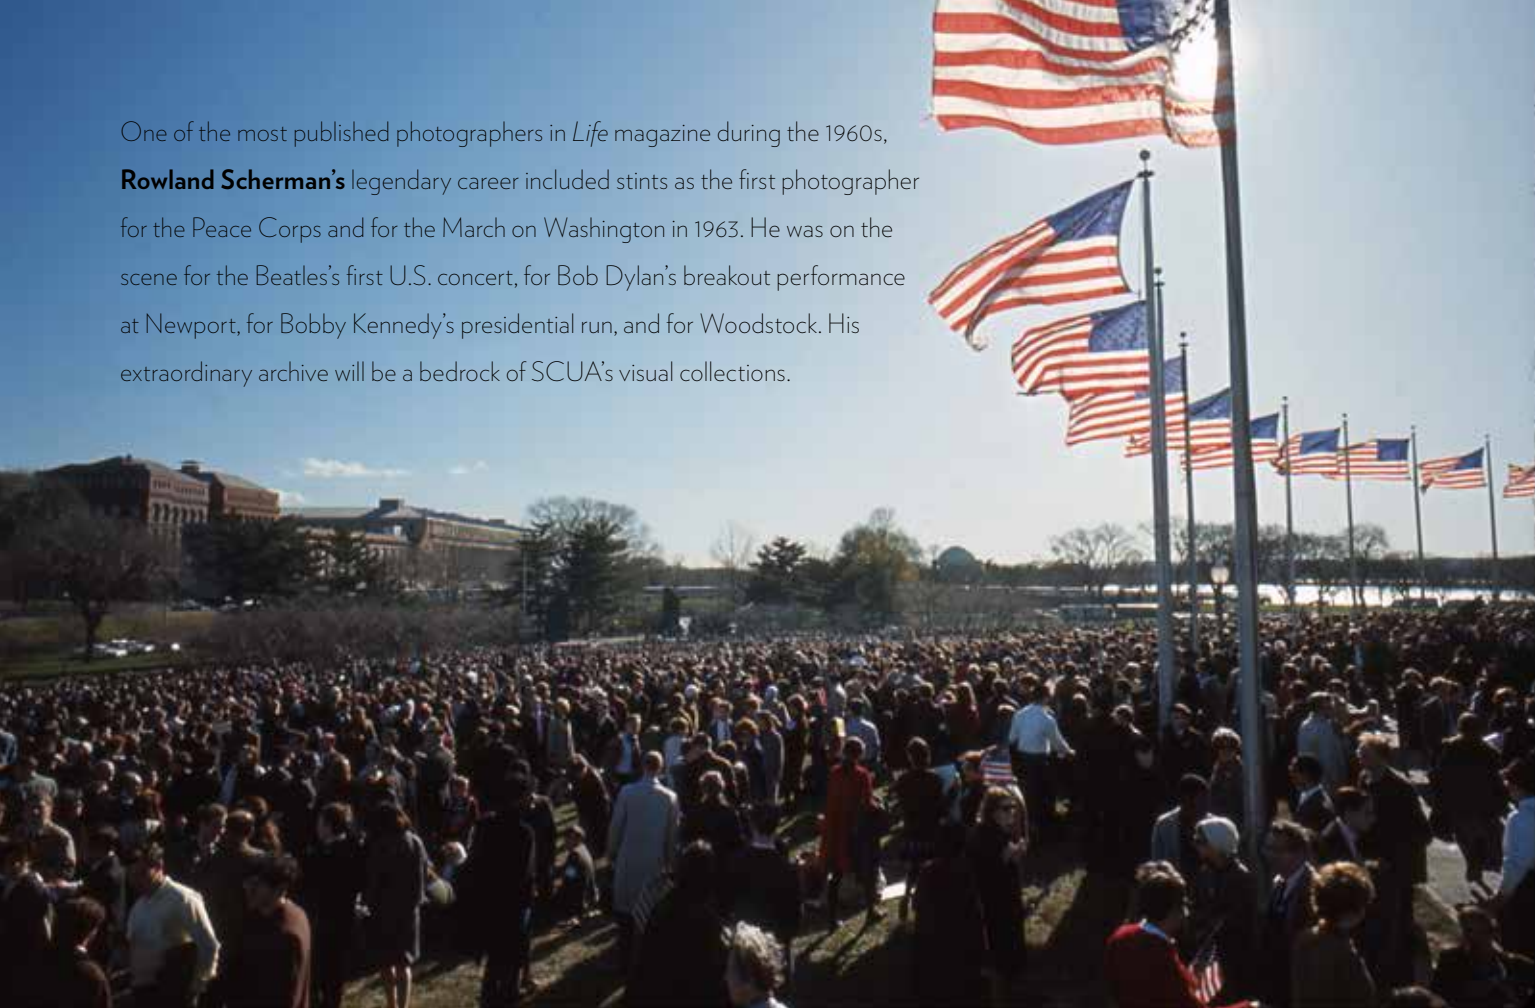 One of the most published photographers in Life magazine during the 1960s,
Rowland Scherman's legendary career included stints as the first photographer
for the Peace Corps and for the March on Washington in 1963. He was on the
scene for the Beatles's first U.S. concert, for Bob Dylan's breakout performance
at Newport, for Bobby Kennedy's presidential run, and for Woodstock. His
extraordinary archive will be a bedrock of SCUA's visual collections.